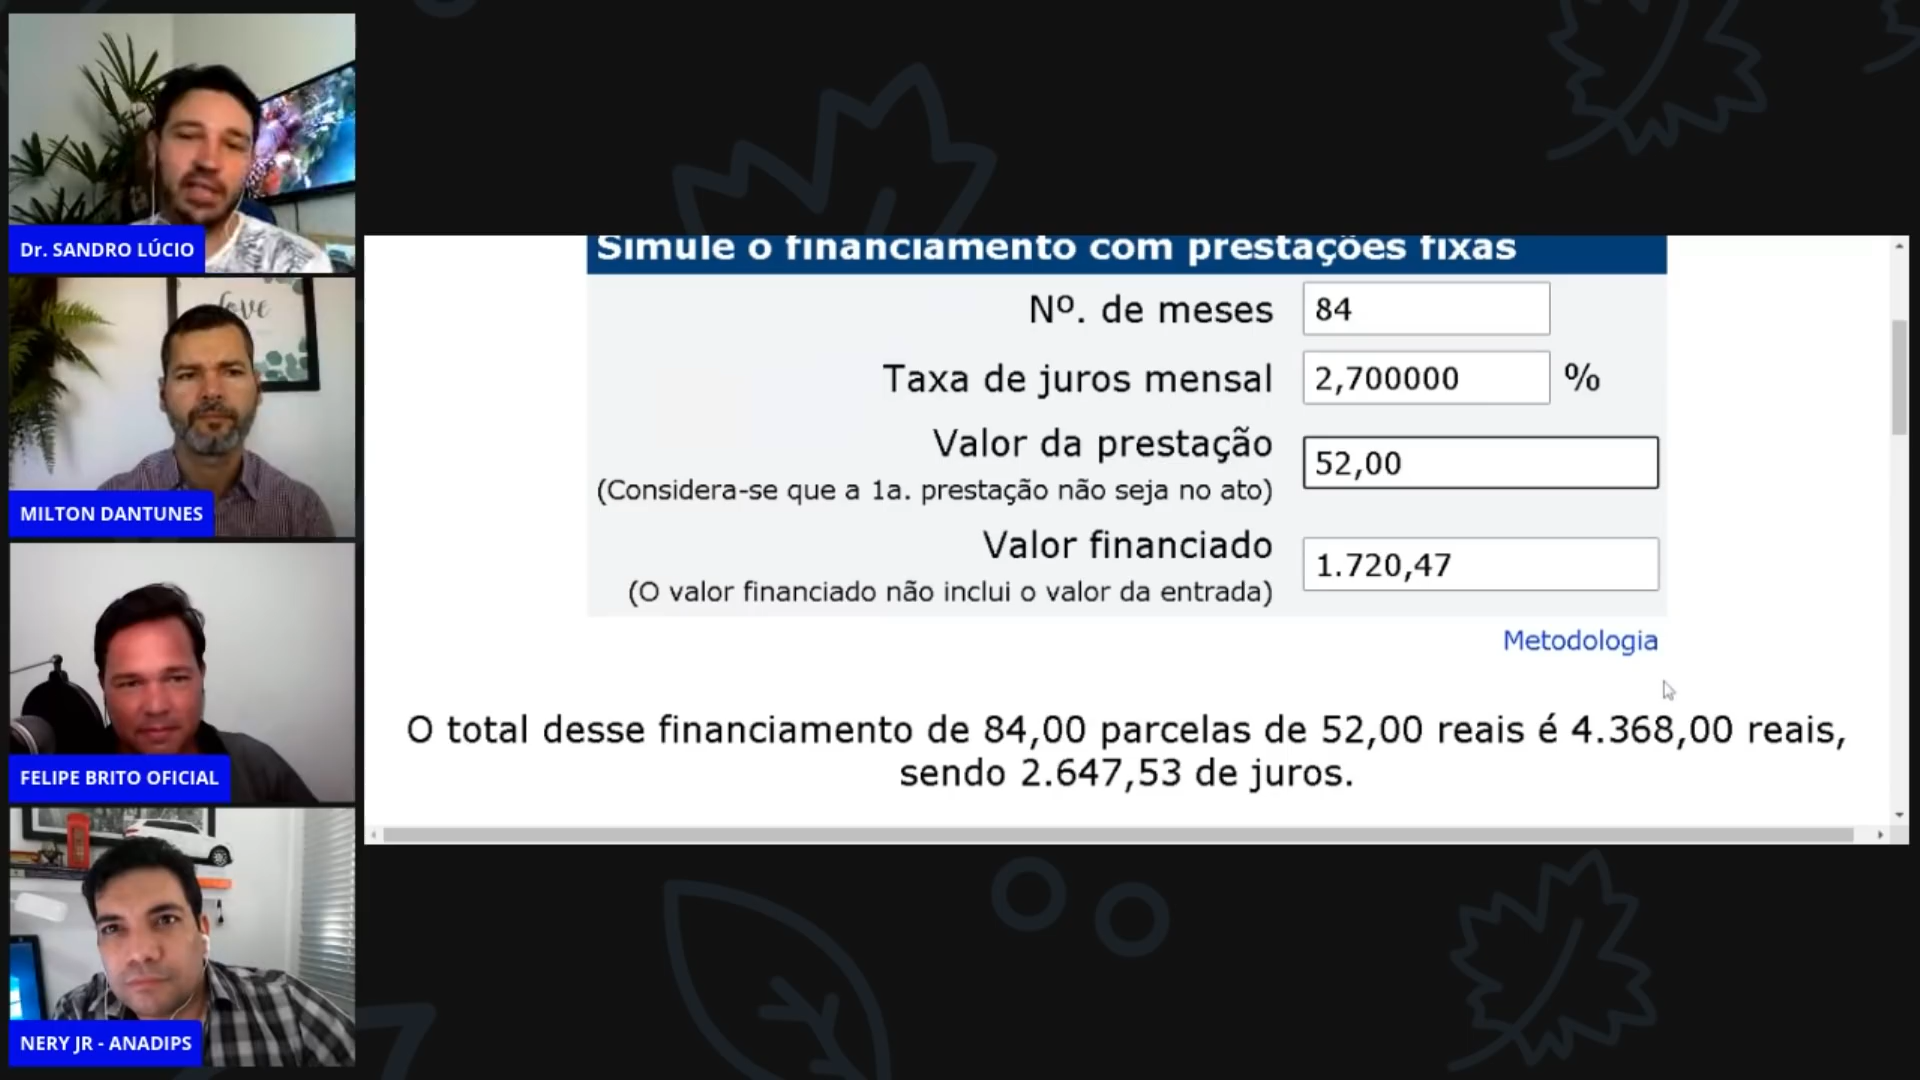 Dr. SANDRO LÚCIO
love
MILTON DANTUNES
FELIPE BRITO OFICIAL
NERY JR - ANADIPS
Simule o financiamento com prestações fixas
Nº. de meses 84
Taxa de juros mensal 2,700000 %
Valor da prestação 52,00
(Considera-se que a 1a. prestação não seja no ato)
Valor financiado 1.720,47
(O valor financiado não inclui o valor da entrada)
Metodologia
O total desse financiamento de 84,00 parcelas de 52,00 reais é 4.368,00 reais,
sendo 2.647,53 de juros.